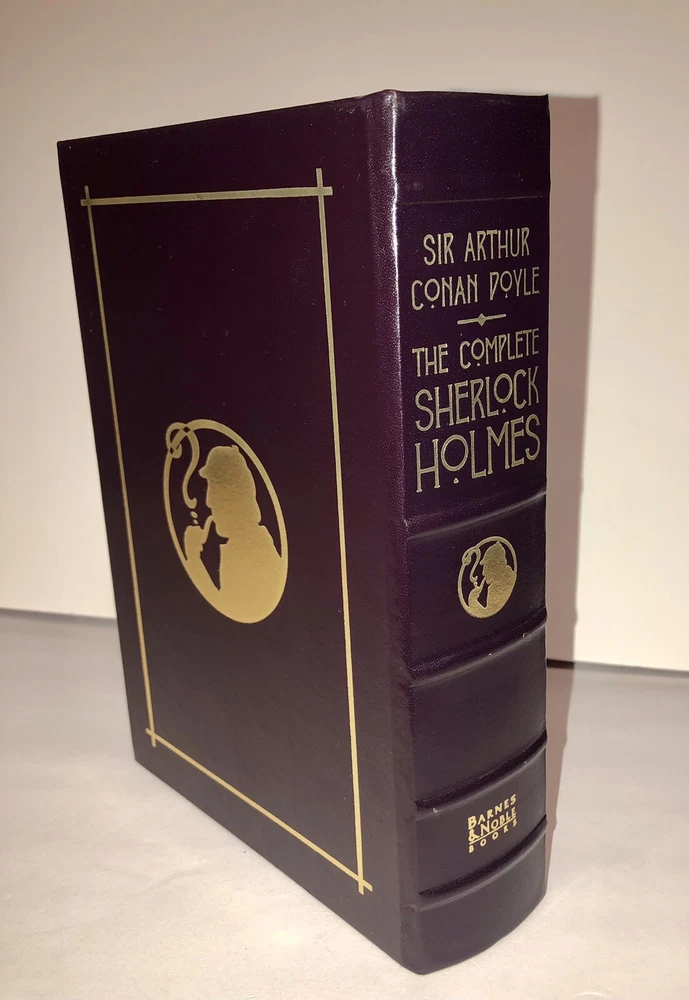 SIR ARTHUR
CONAN DOYLE
THE COMPLETE
SHERLOCK
HOLMES
BARNES
& NOBLE
BOOKS